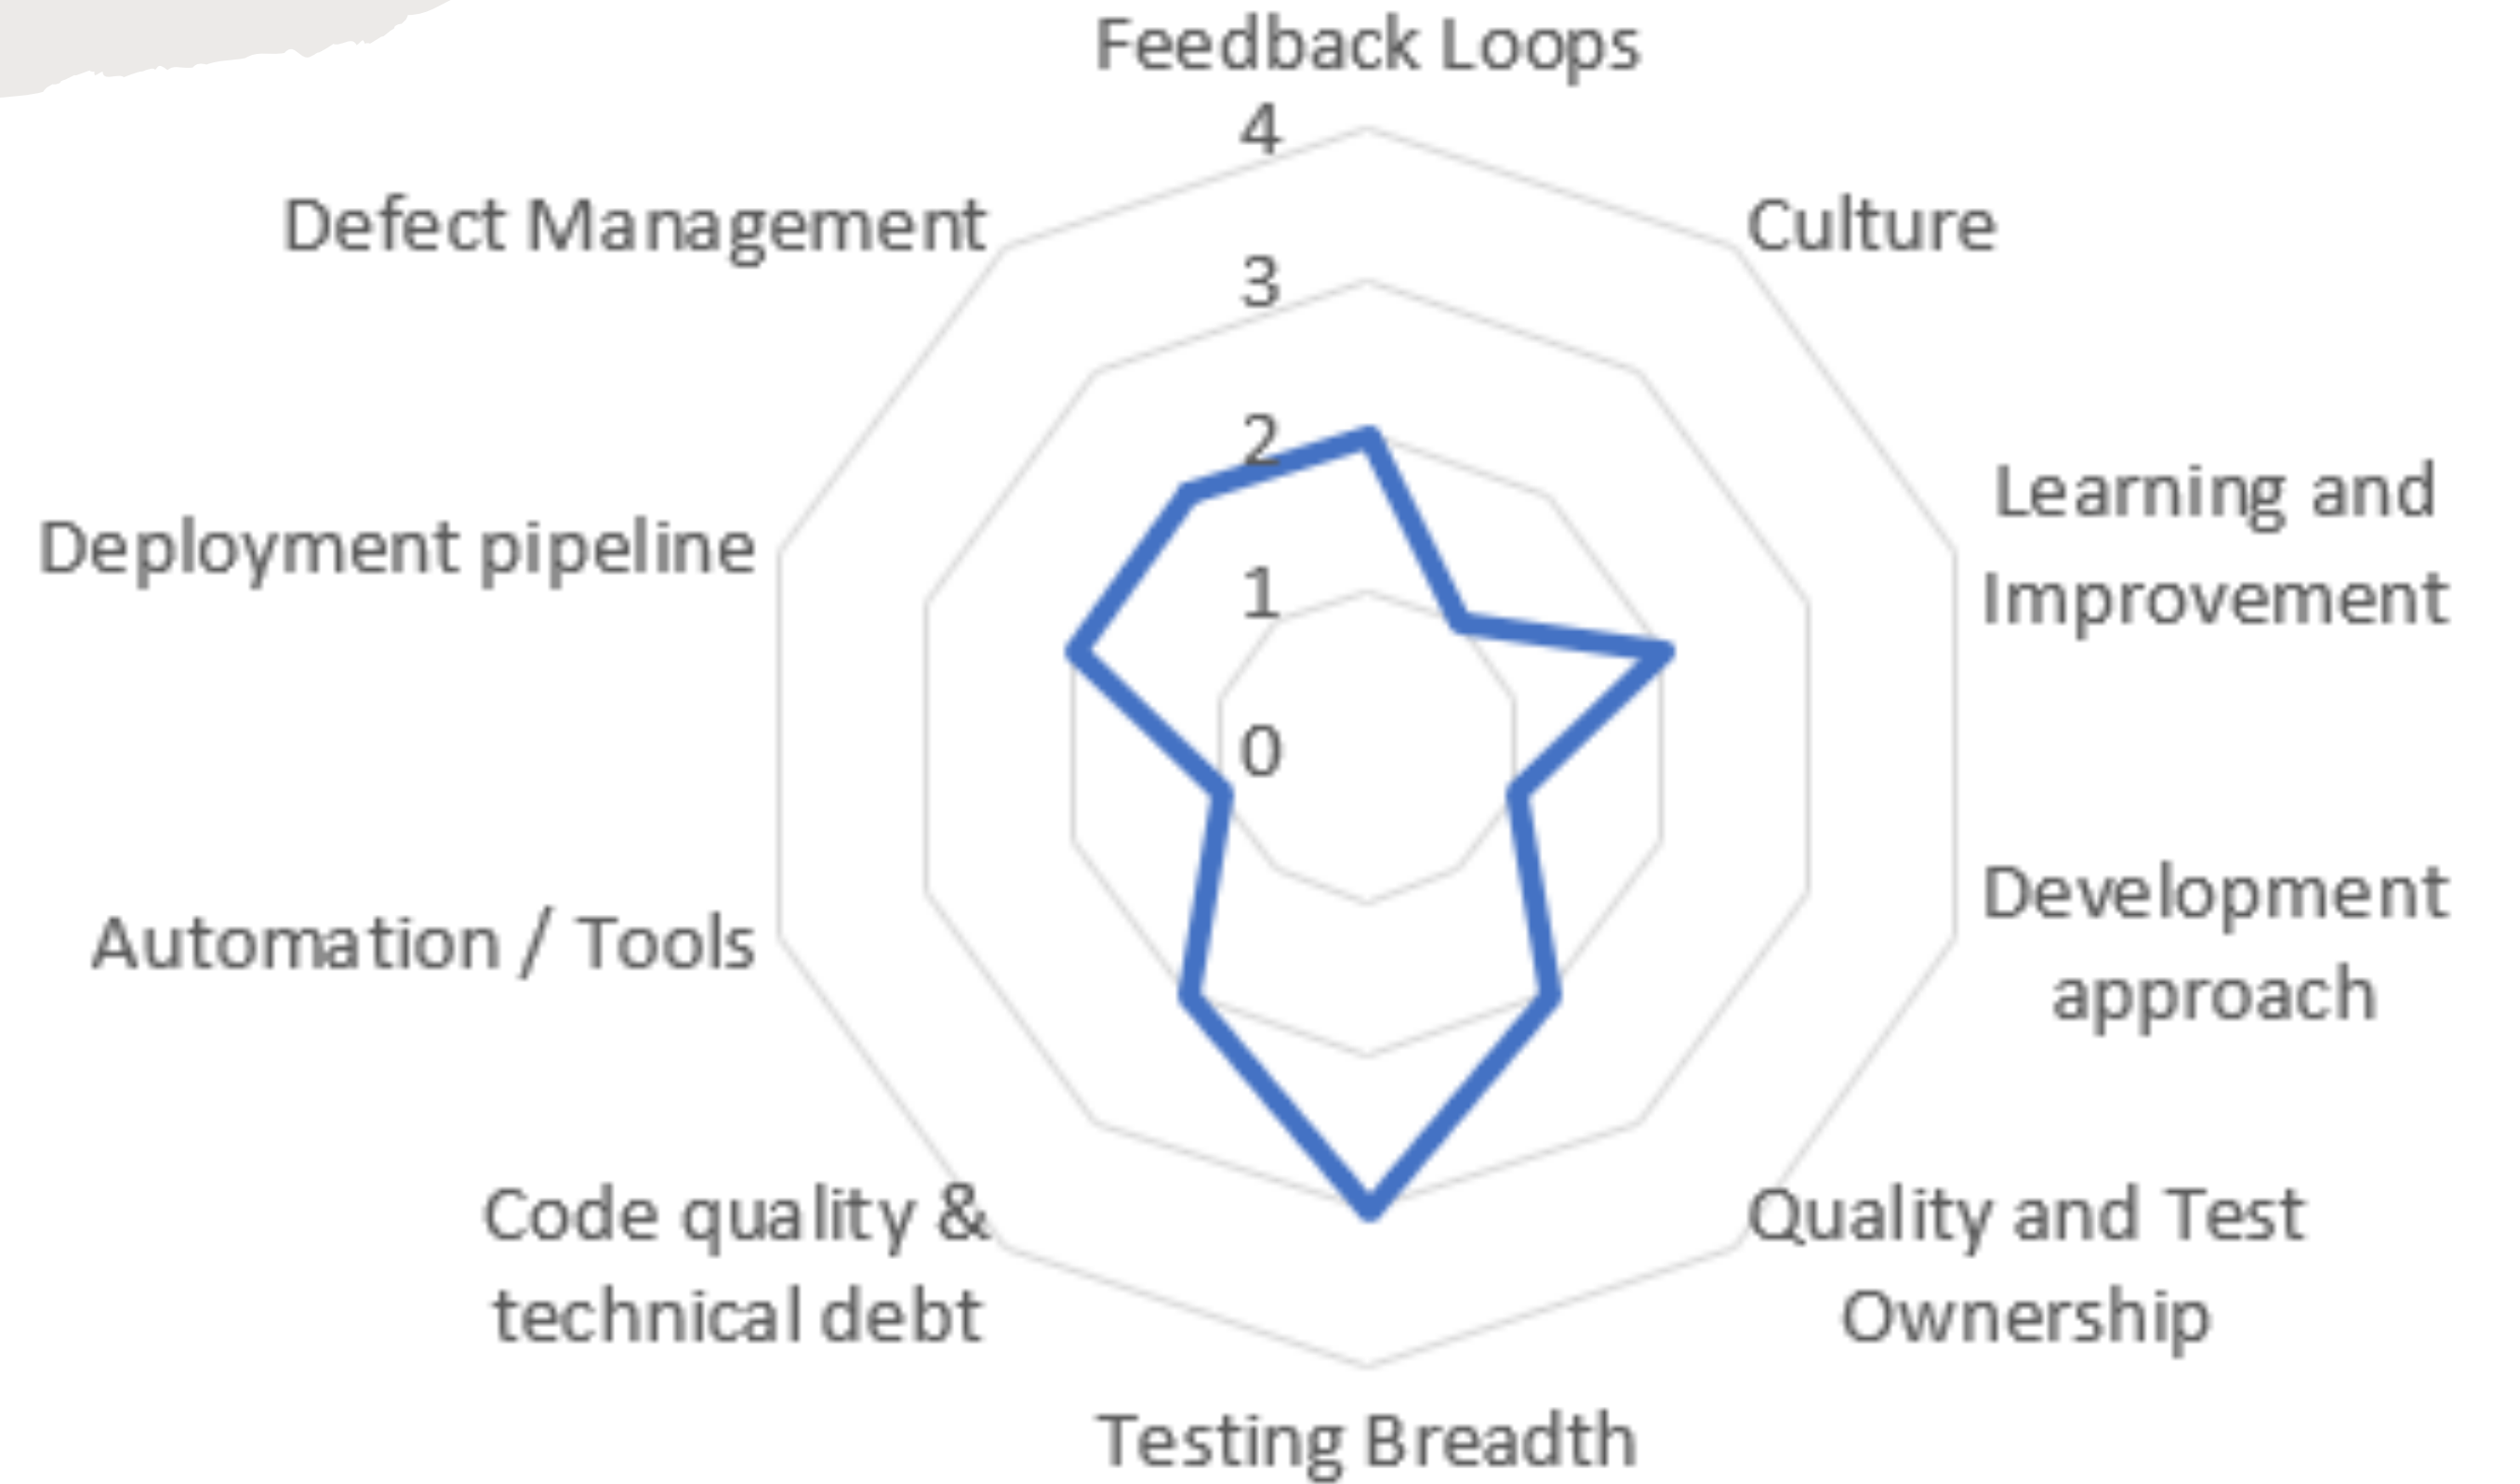 Feedback Loops
4
Defect Management
Culture
3
2
Learning and
Improvement
Deployment pipeline
1
0
Development
approach
Automation / Tools
Code quality &
technical debt
Quality and Test
Ownership
Testing Breadth